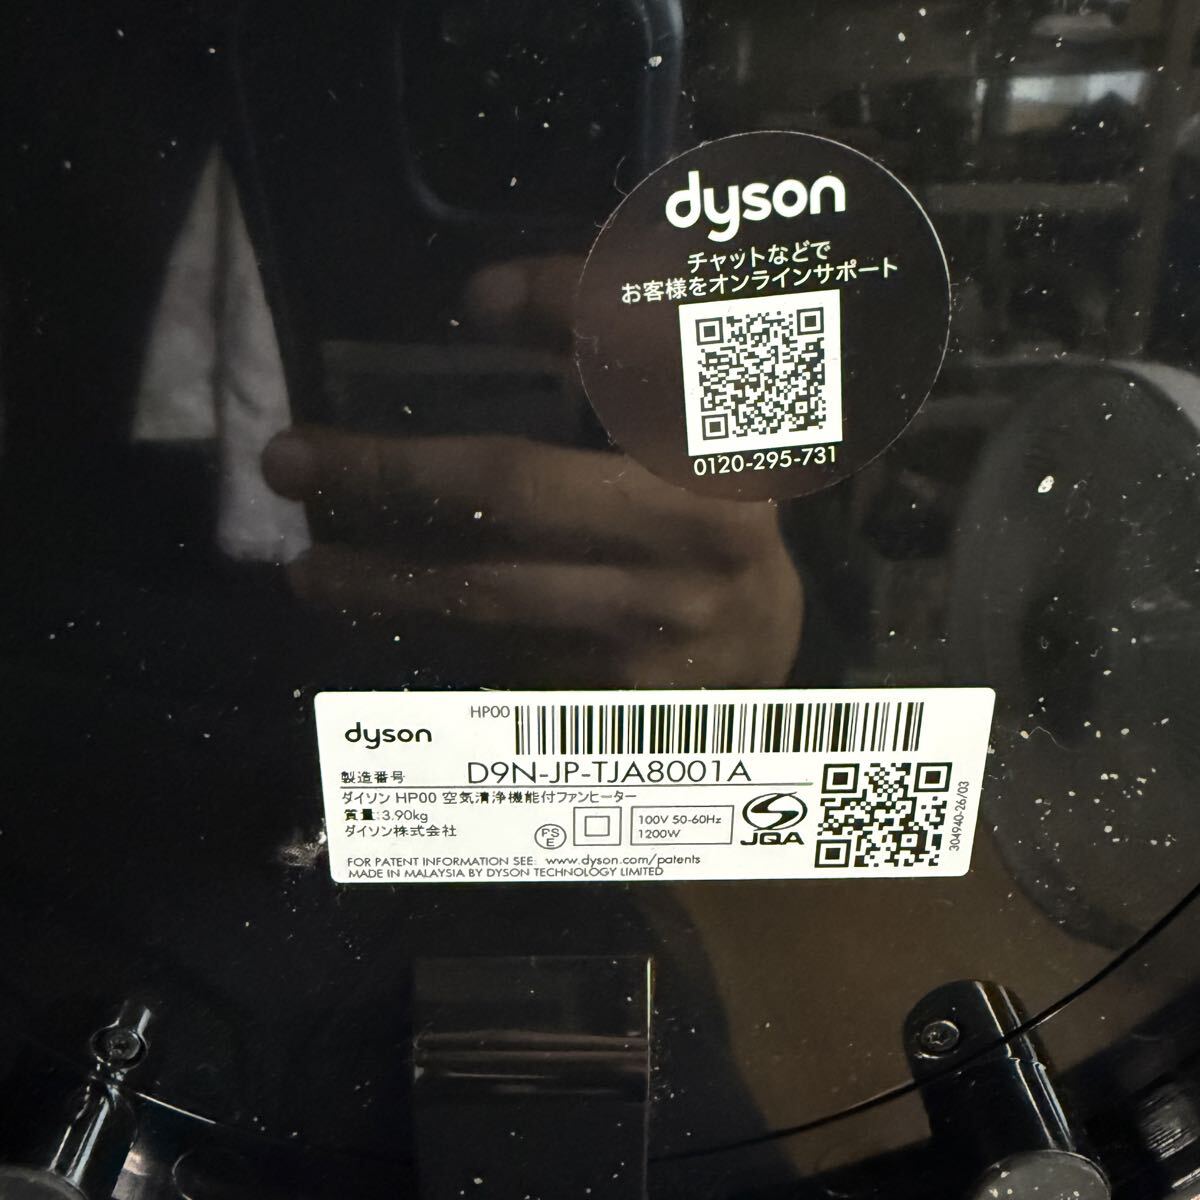 dyson
チャットなどで
お客様をオンラインサポート
0120-295-731
dyson
HP00
製造番号
D9N-JP-TJA8001A
ダイソン HP00 空気清浄機能付ファンヒーター
質量:3.90kg
ダイソン株式会社
PS
E
100V 50-60Hz
1200W
JQA
304940-26/03
FOR PATENT INFORMATION SEE: www.dyson.com/patents
MADE IN MALAYSIA BY DYSON TECHNOLOGY LIMITED